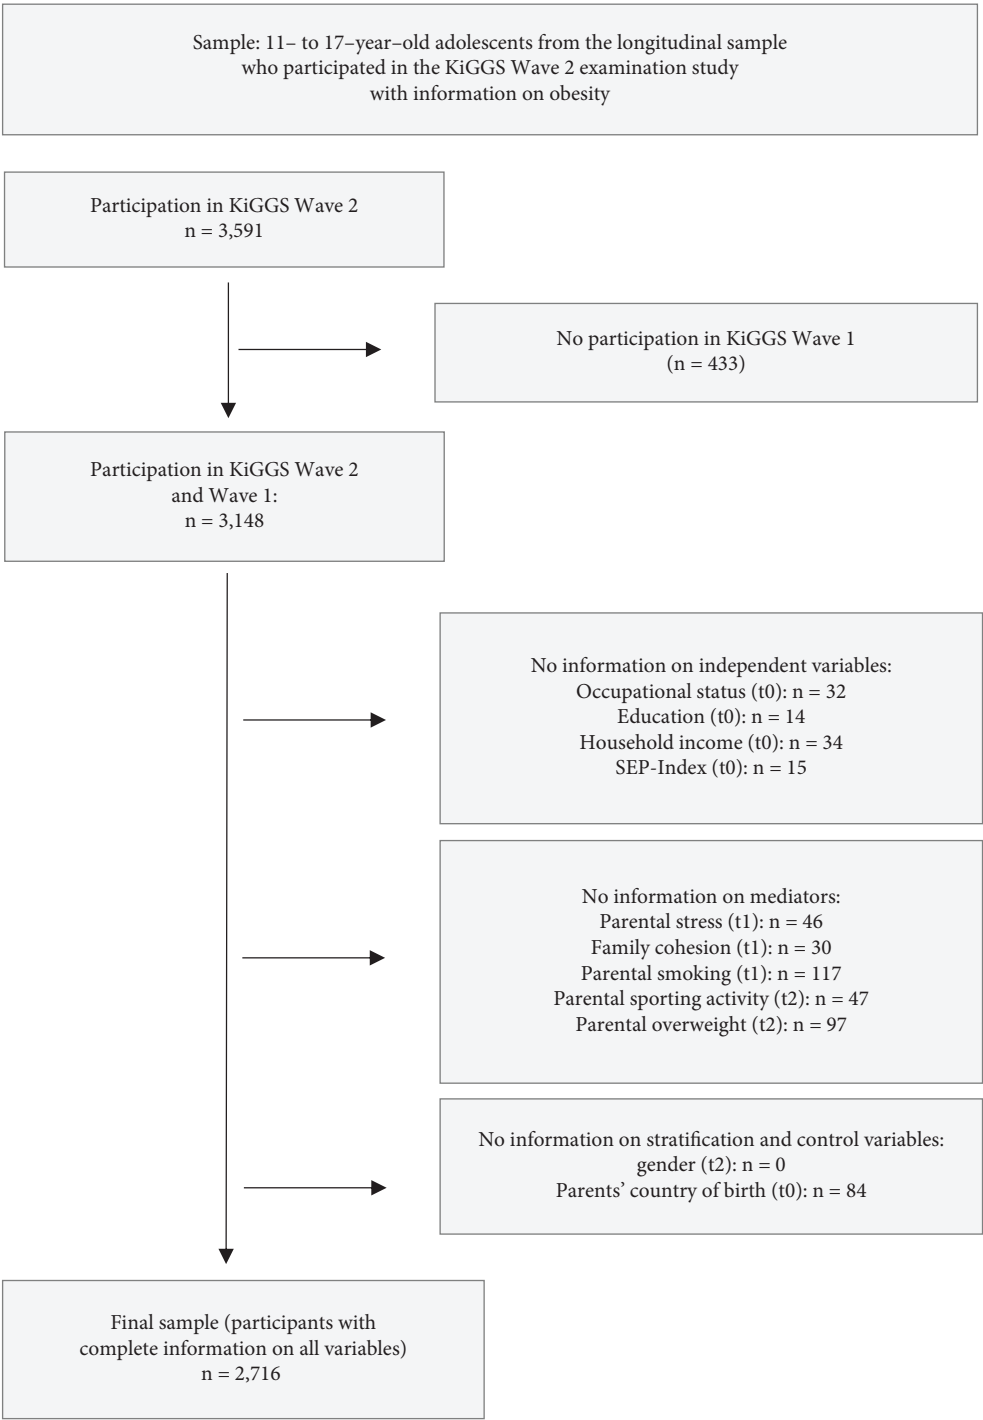 Sample: 11– to 17–year–old adolescents from the longitudinal sample
who participated in the KiGGS Wave 2 examination study
with information on obesity
Participation in KiGGS Wave 2
n = 3,591
No participation in KiGGS Wave 1
(n = 433)
Participation in KiGGS Wave 2
and Wave 1:
n = 3,148
No information on independent variables:
Occupational status (t0): n = 32
Education (t0): n = 14
Household income (t0): n = 34
SEP-Index (t0): n = 15
No information on mediators:
Parental stress (t1): n = 46
Family cohesion (t1): n = 30
Parental smoking (t1): n = 117
Parental sporting activity (t2): n = 47
Parental overweight (t2): n = 97
No information on stratification and control variables:
gender (t2): n = 0
Parents’ country of birth (t0): n = 84
Final sample (participants with
complete information on all variables)
n = 2,716